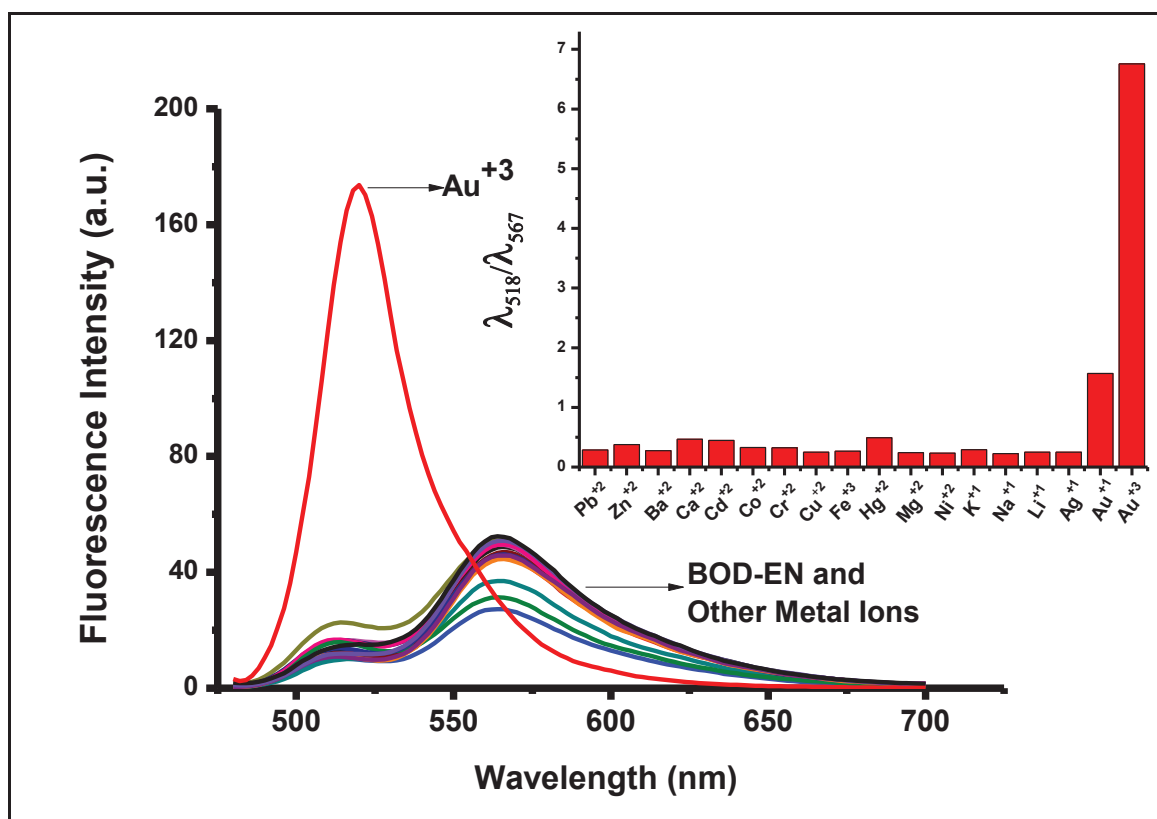 Fluorescence Intensity (a.u.)
200
160
120
80
40
0
500
550
600
650
700
Wavelength (nm)
Au+3
BOD-EN and
Other Metal Ions
λ518/λ567
7
6
5
4
3
2
1
0
Pb+2
Zn+2
Ba+2
Ca+2
Cd+2
Co+2
Cr+2
Cu+2
Fe+3
Hg+2
Mg+2
Ni+2
K+1
Na+1
Li+1
Ag+1
Au+1
Au+3